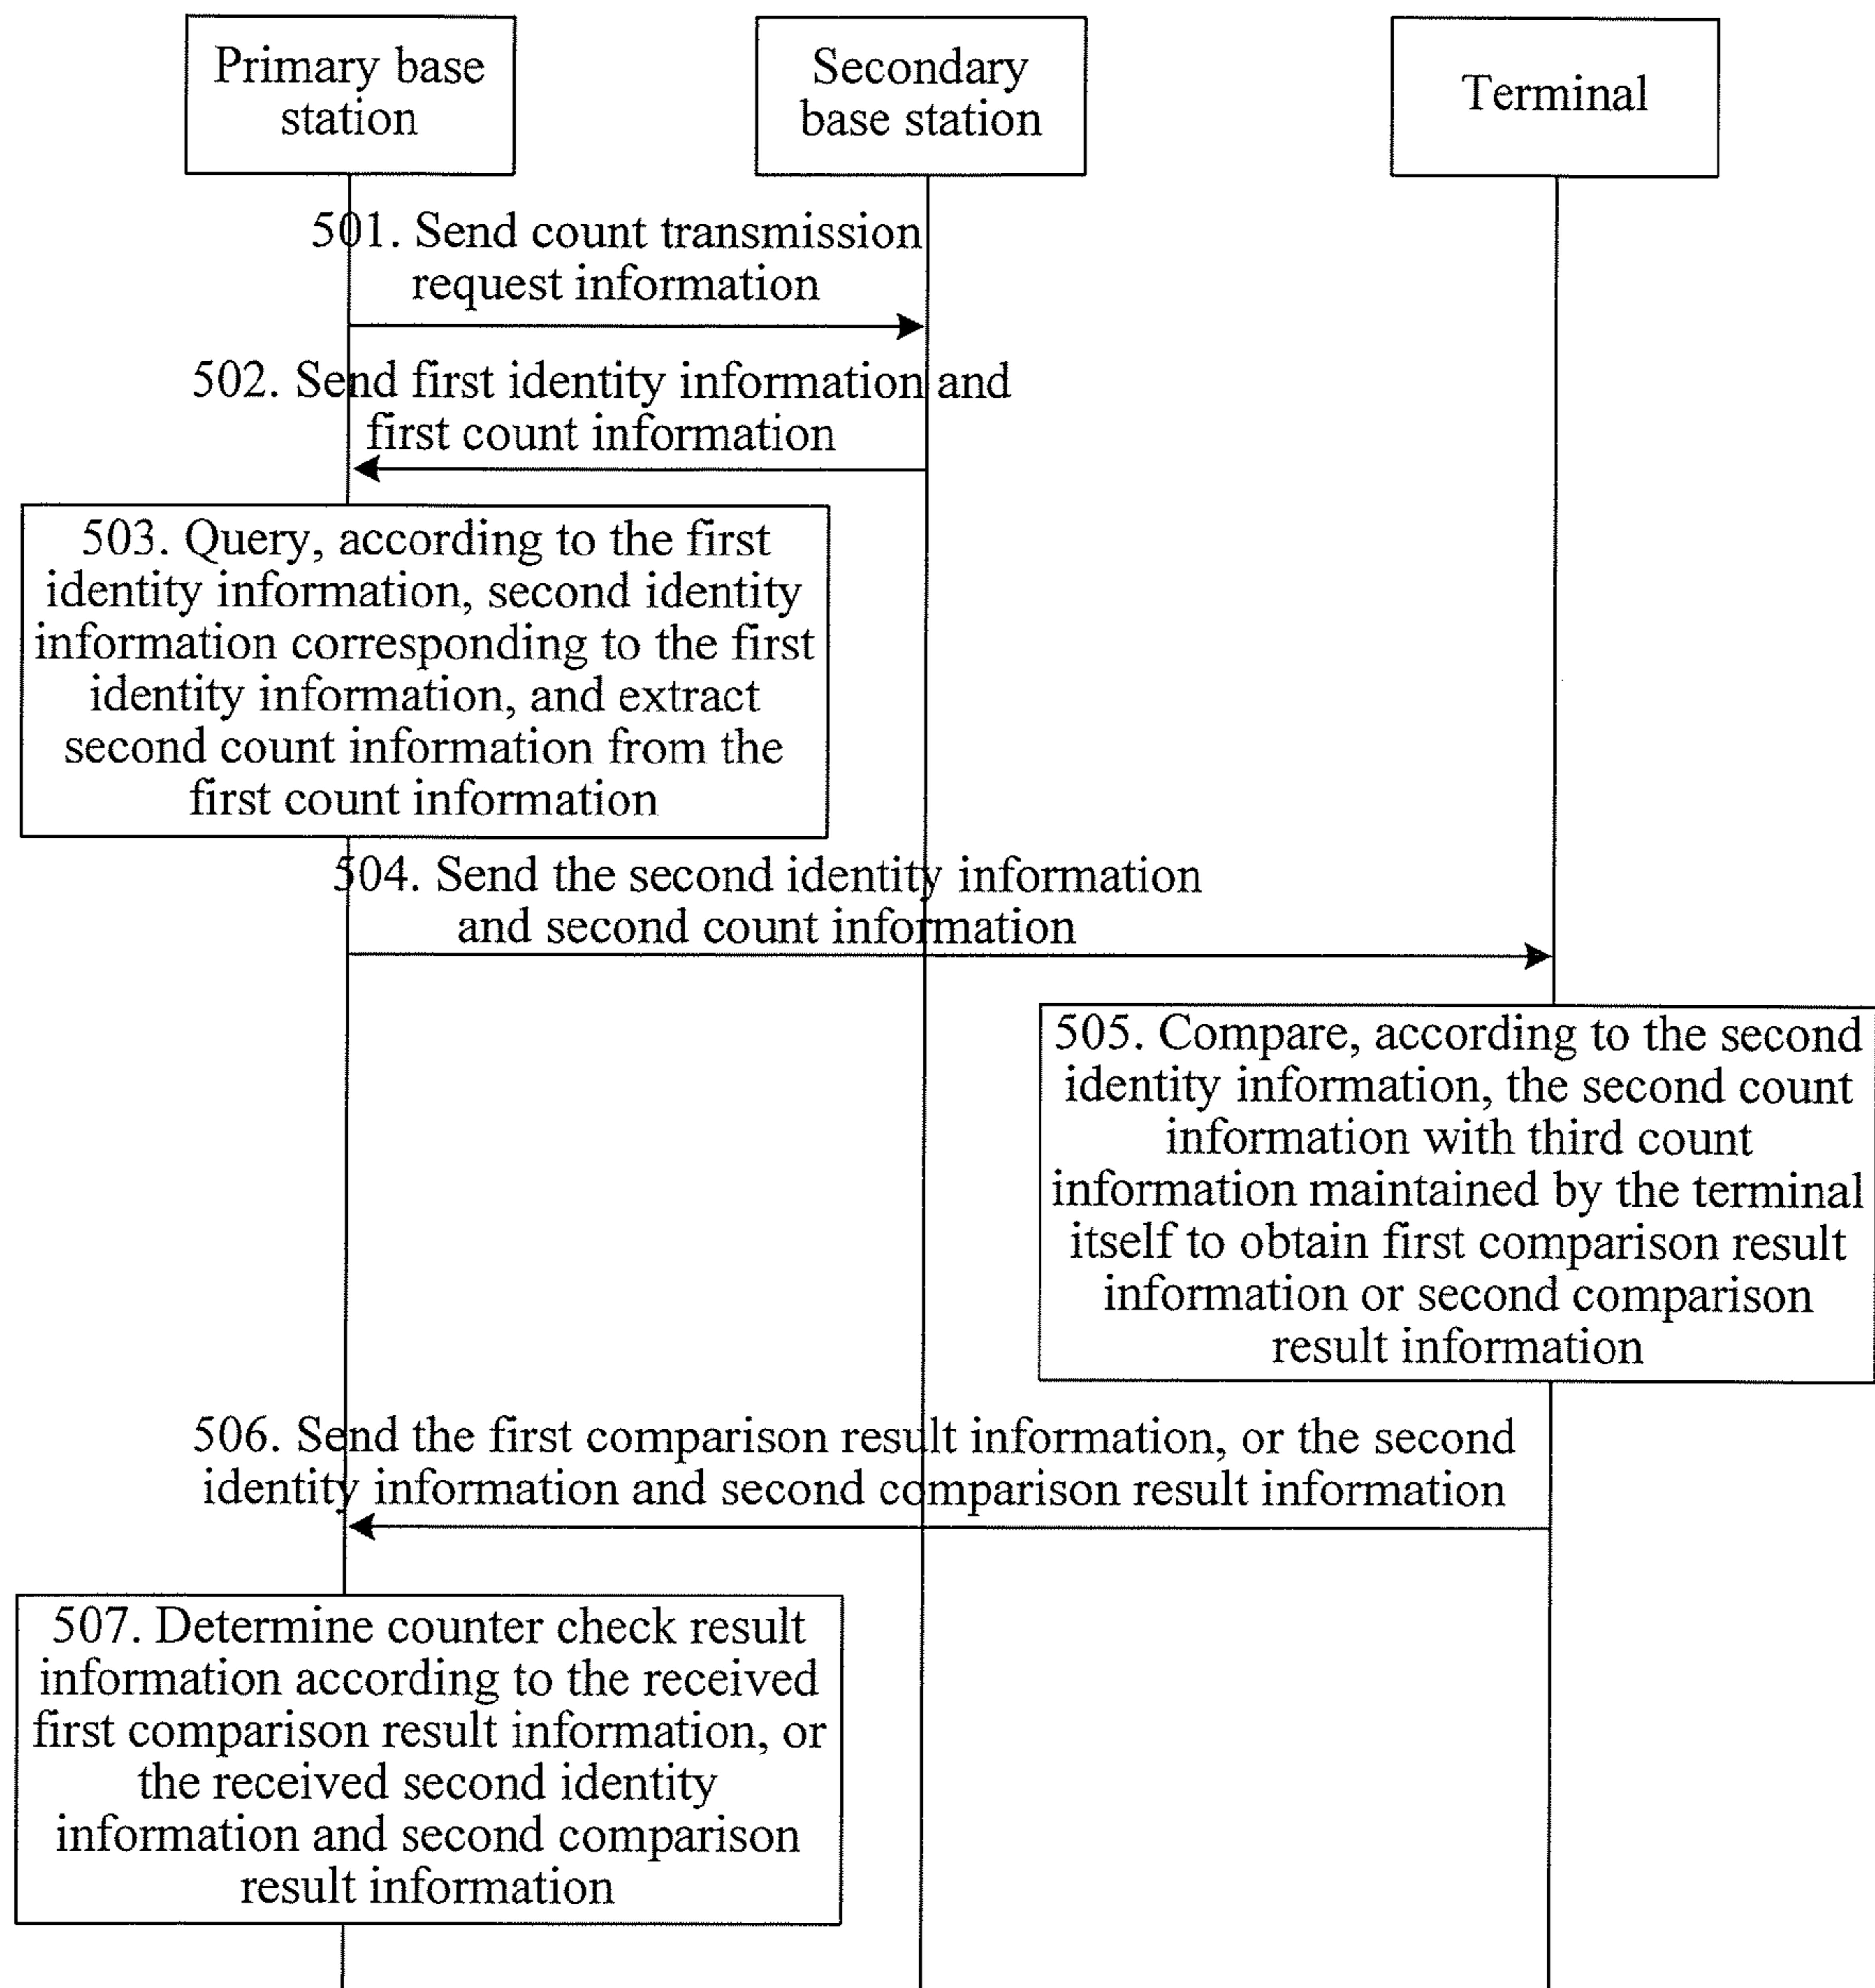 Primary base
station
Secondary
base station
Terminal
501. Send count transmission
request information
502. Send first identity information and
first count information
503. Query, according to the first
identity information, second identity
information corresponding to the first
identity information, and extract
second count information from the
first count information
504. Send the second identity information
and second count information
505. Compare, according to the second
identity information, the second count
information with third count
information maintained by the terminal
itself to obtain first comparison result
information or second comparison
result information
506. Send the first comparison result information, or the second
identity information and second comparison result information
507. Determine counter check result
information according to the received
first comparison result information, or
the received second identity
information and second comparison
result information